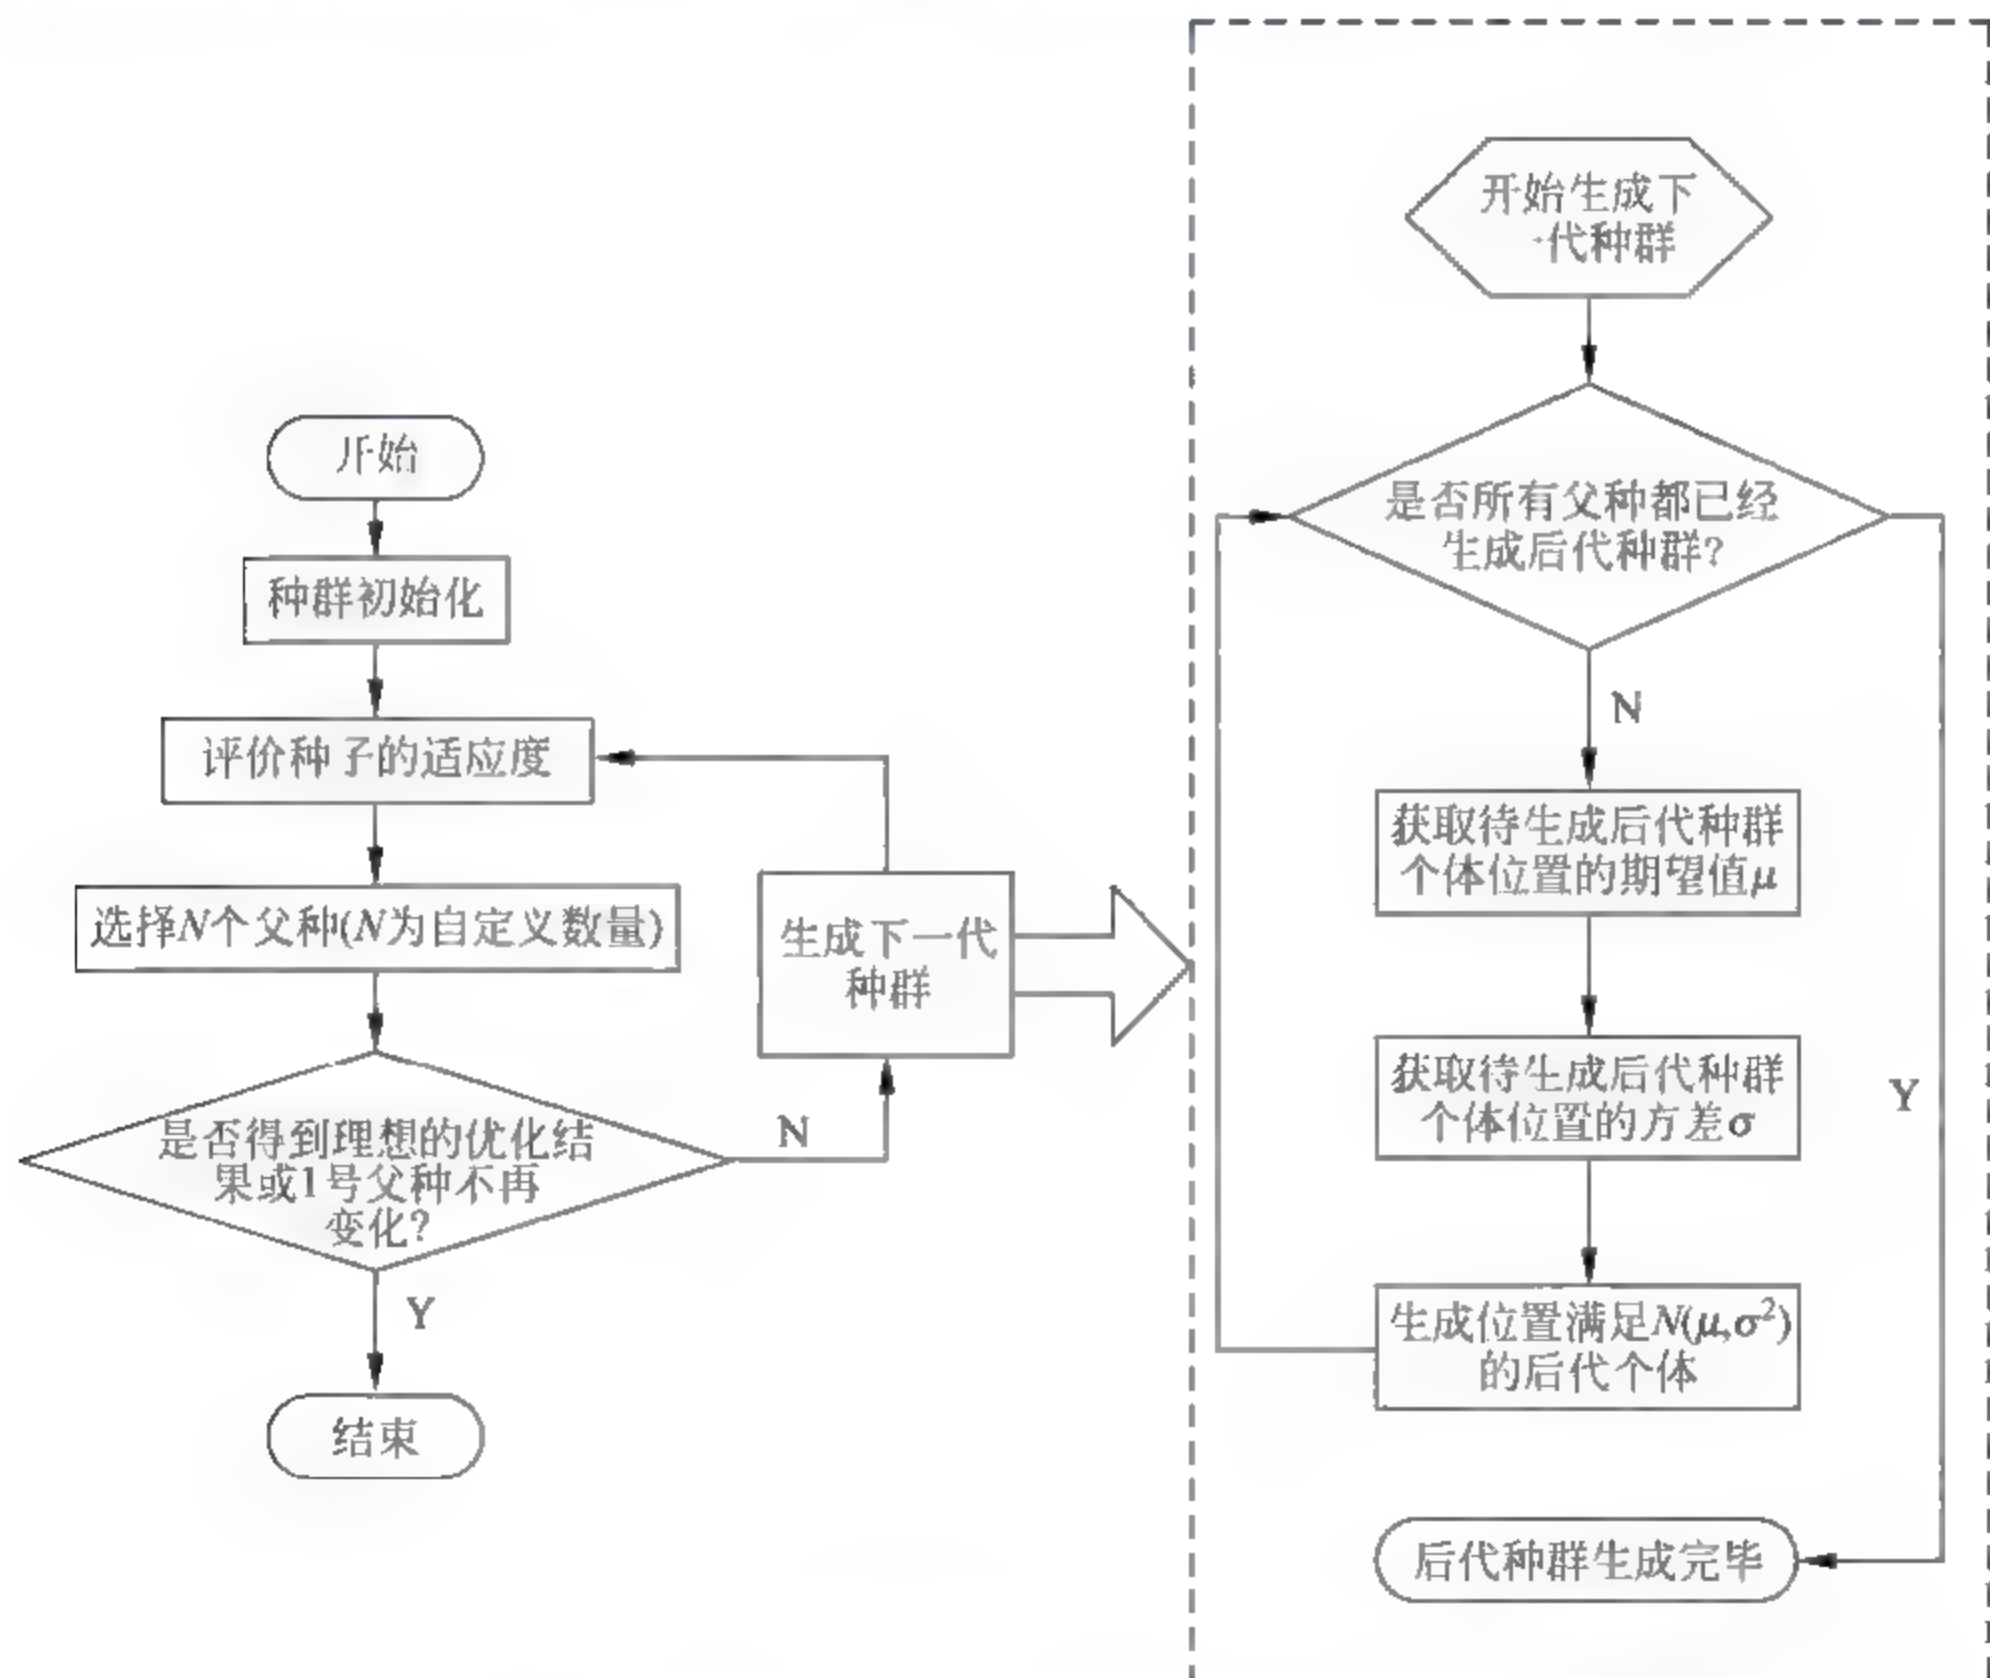 开始
种群初始化
评价种子的适应度
选择N个父种(N为自定义数量)
是否得到理想的优化结
果或1号父种不再
变化?
Y
结束
N
生成下一代
种群
开始生成下
一代种群
是否所有父种都已经
生成后代种群?
N
获取待生成后代种群
个体位置的期望值μ
获取待生成后代种群
个体位置的方差σ
Y
生成位置满足N(μ,σ²)
的后代个体
后代种群生成完毕